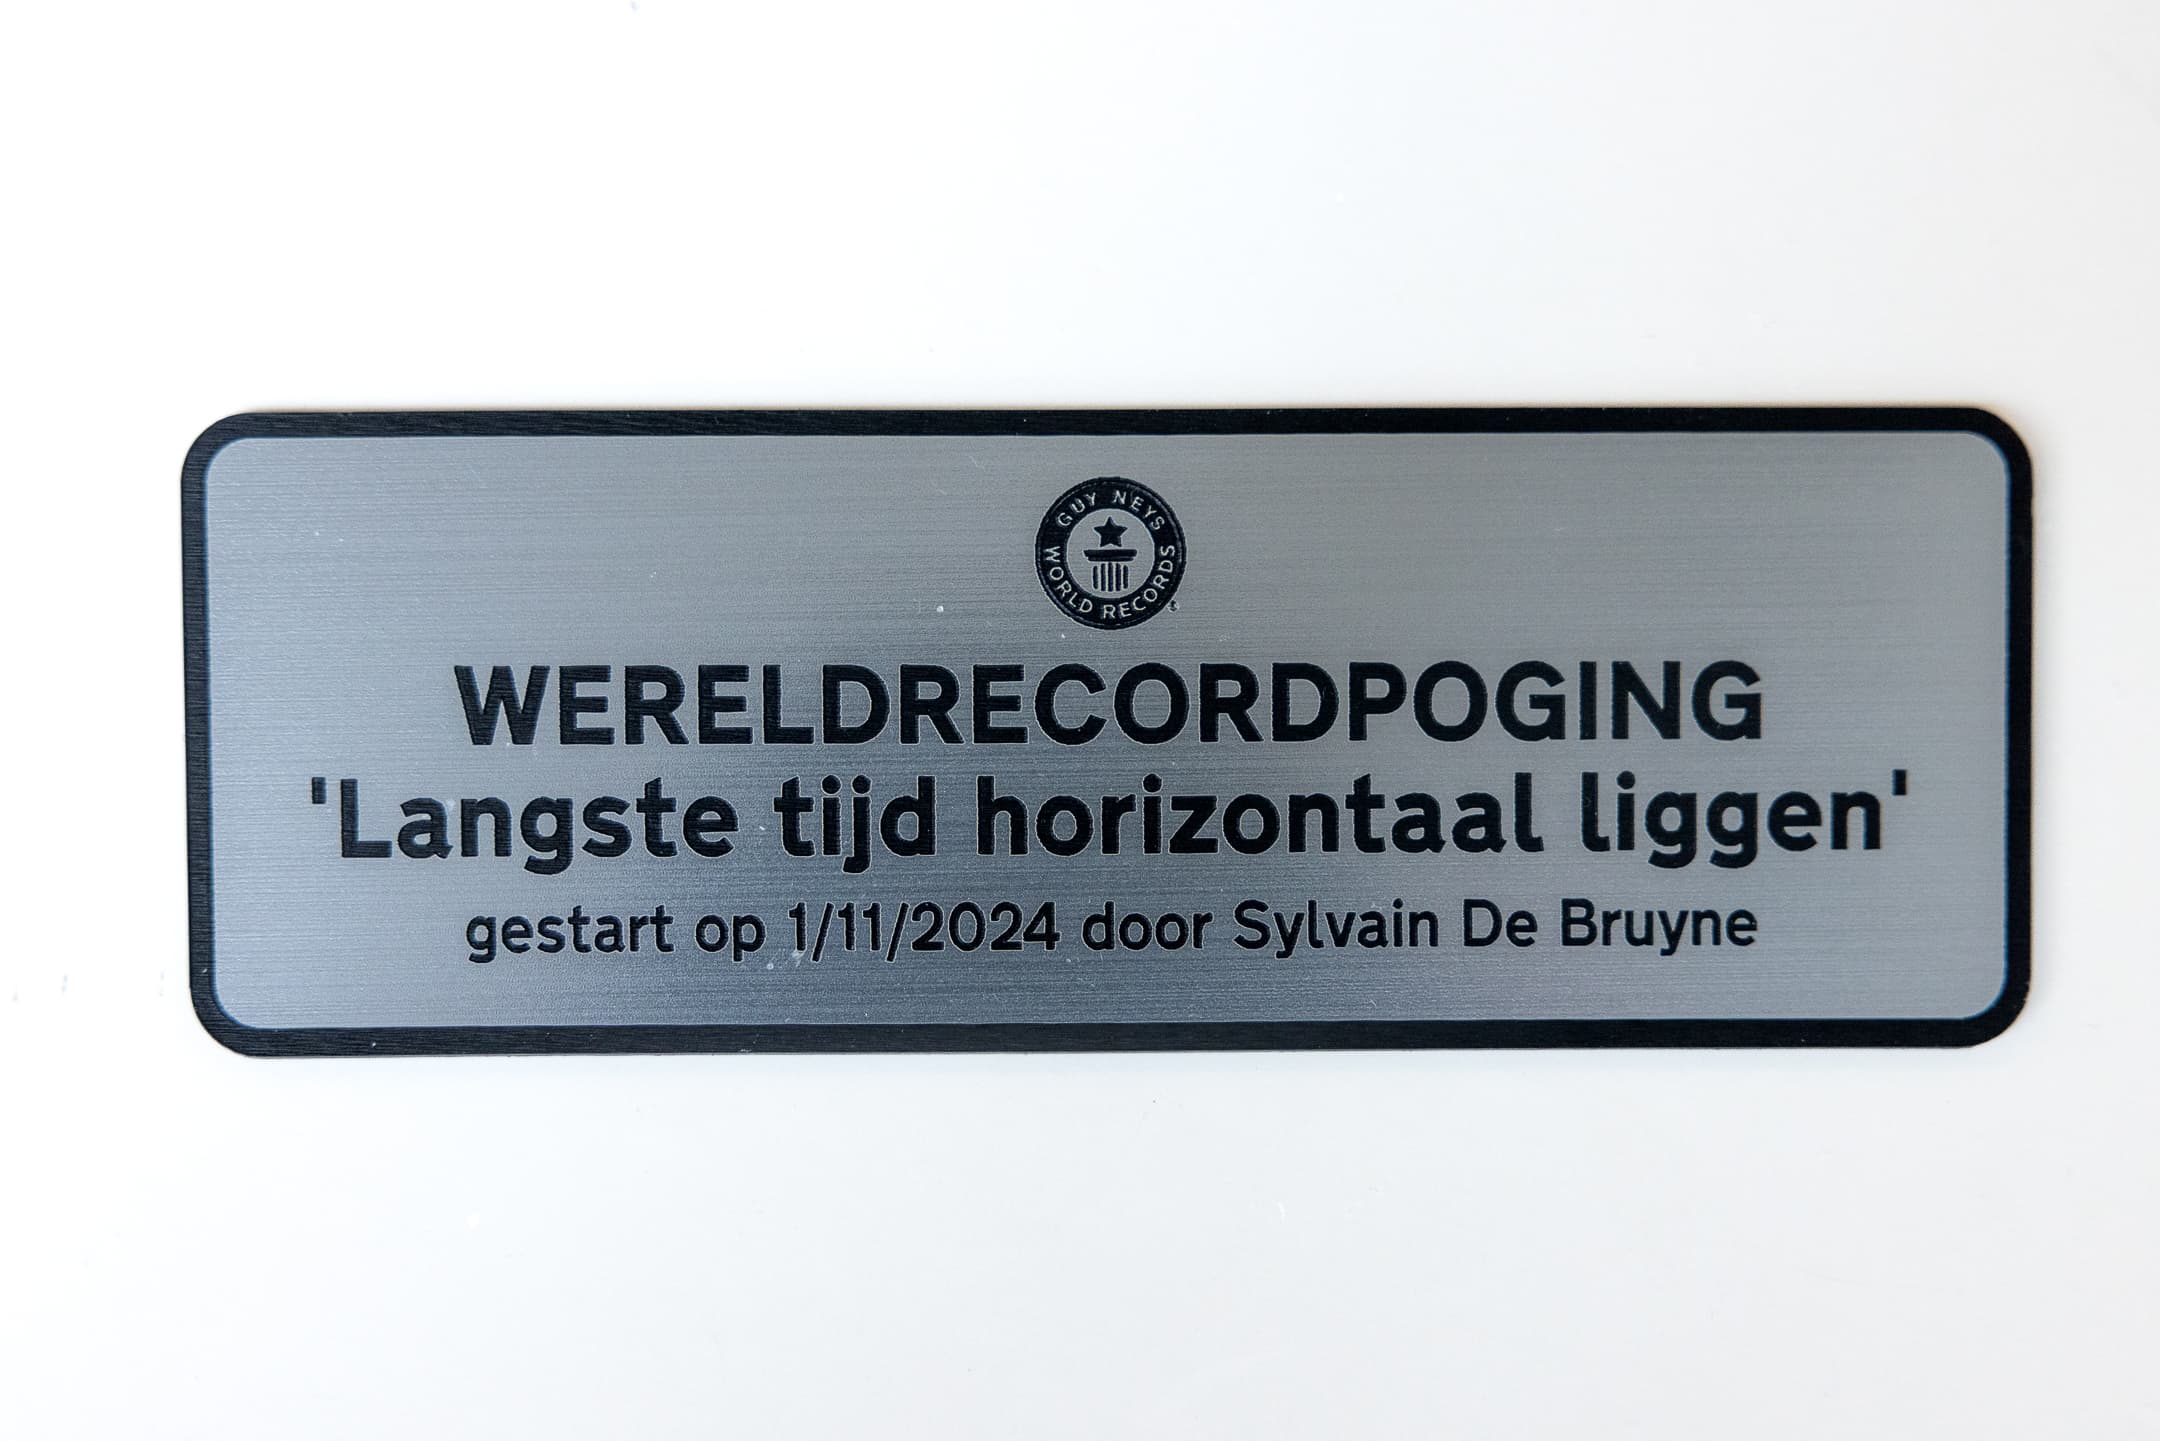 GUY NEYS
WORLD RECORDS
WERELDRECORDPOGING
'Langste tijd horizontaal liggen'
gestart op 1/11/2024 door Sylvain De Bruyne